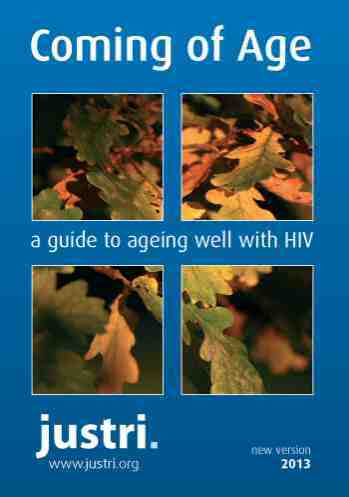 Coming of Age
a guide to ageing well with HIV
justri.
www.justri.org
new version
2013